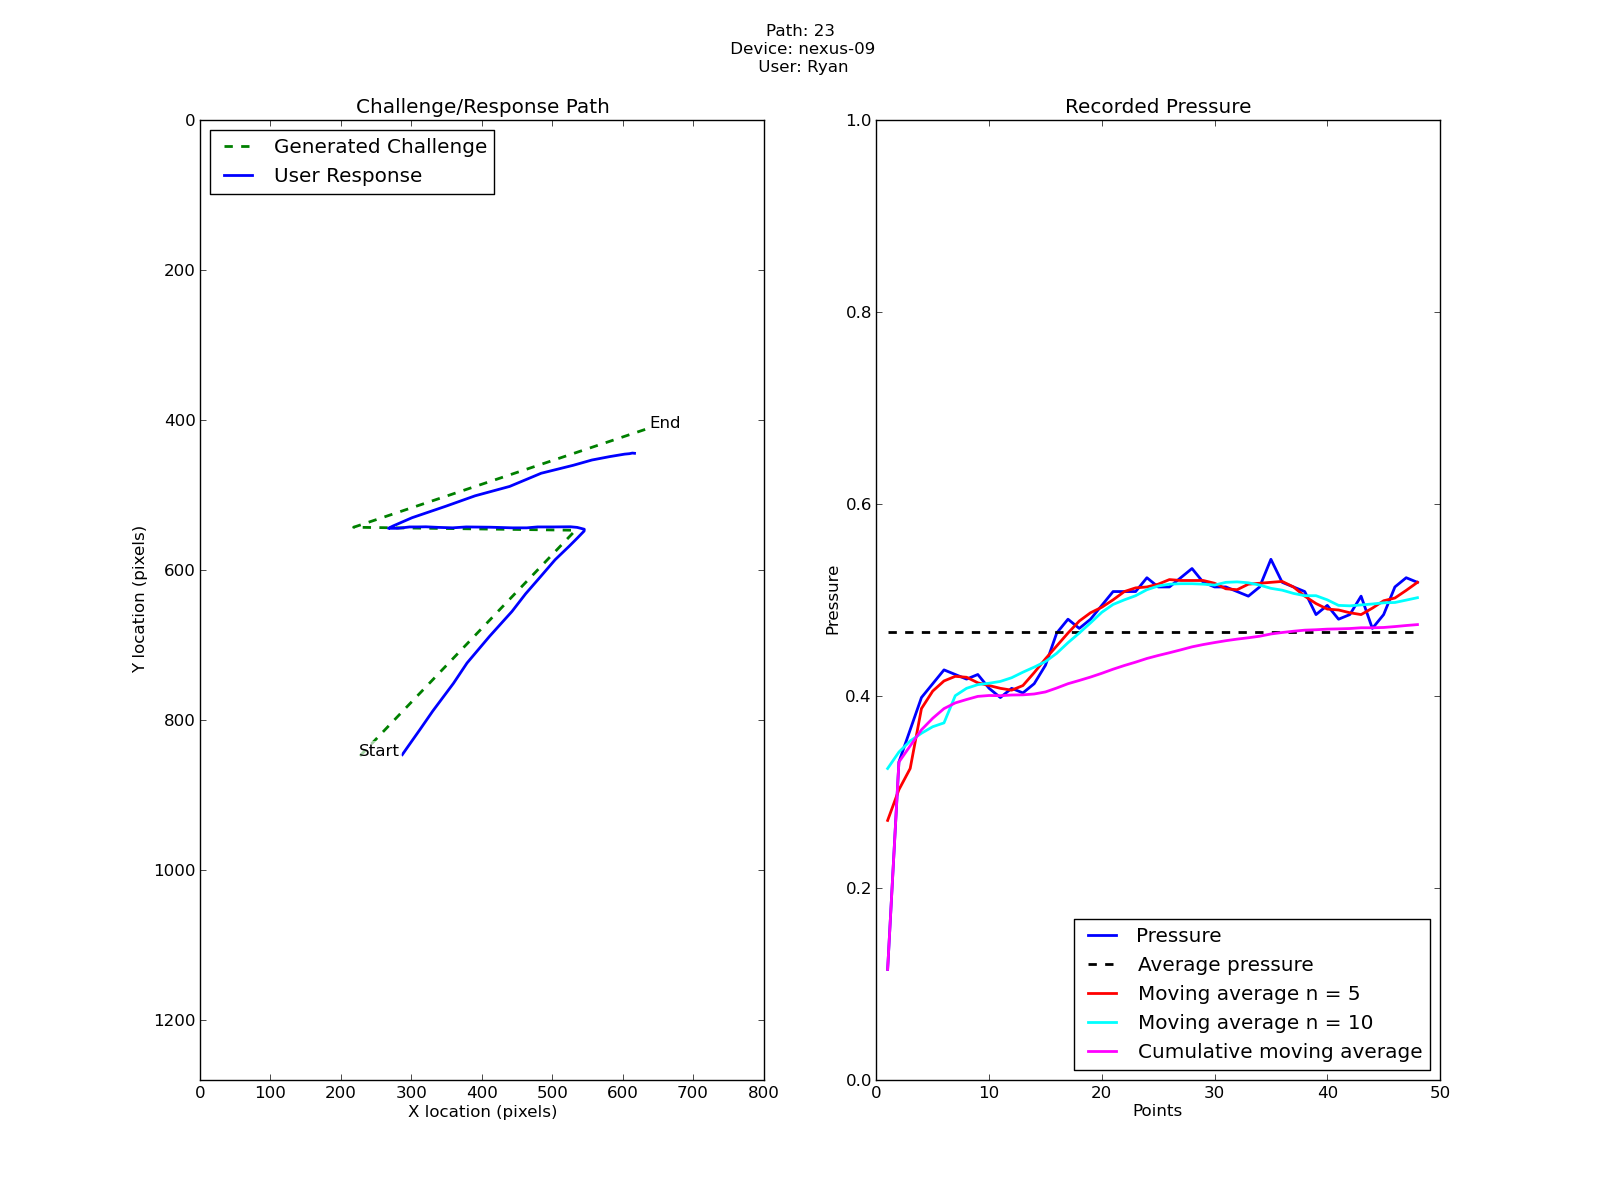 Path: 23
Device: nexus-09
User: Ryan
Challenge/Response Path
Generated Challenge
User Response
0
200
400
600
800
1000
1200
Y location (pixels)
End
Start
0 100 200 300 400 500 600 700 800
X location (pixels)
Recorded Pressure
1.0
0.8
0.6
0.4
0.2
0.0
Pressure
Pressure
Average pressure
Moving average n = 5
Moving average n = 10
Cumulative moving average
0 10 20 30 40 50
Points